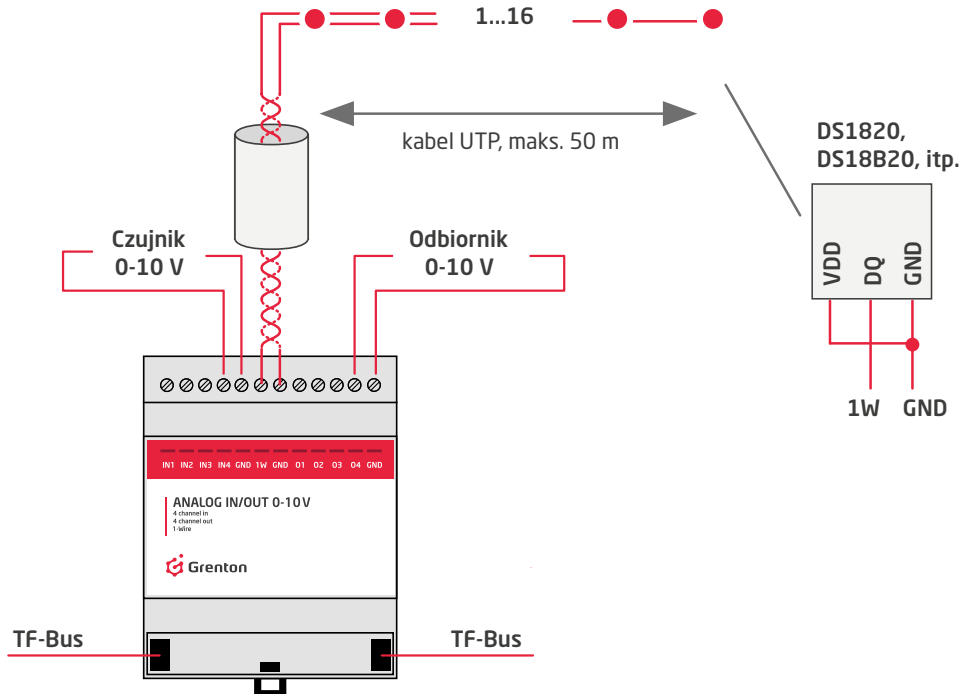 1...16
kabel UTP, maks. 50 m
DS1820,
DS18B20, itp.
VDD
DQ
GND
1W GND
Czujnik
0-10 V
Odbiornik
0-10 V
IN1 IN2 IN3 IN4 GND 1W GND O1 O2 O3 O4 GND
ANALOG IN/OUT 0-10V
4 channel in
4 channel out
1-Wire
Grenton
TF-Bus
TF-Bus